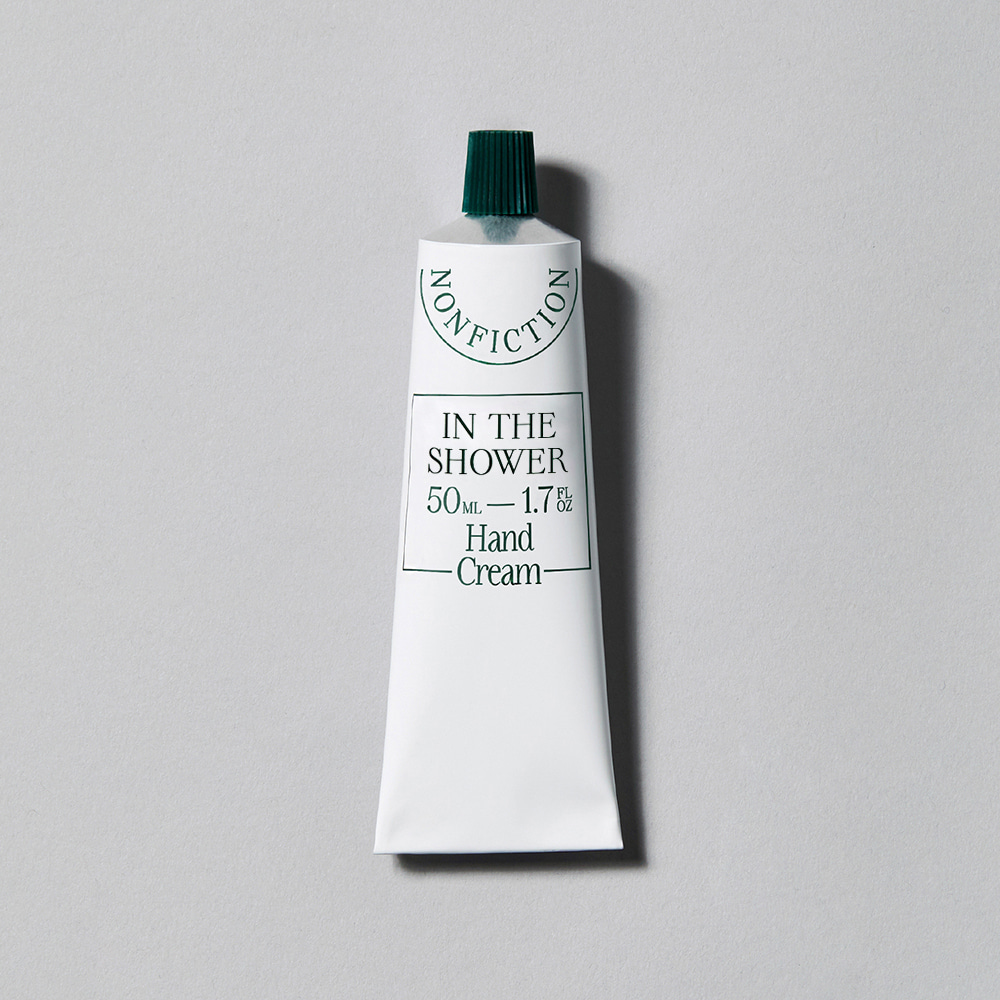 NONFICTION
IN THE
SHOWER
50ML — 1.7 FL OZ
Hand
Cream